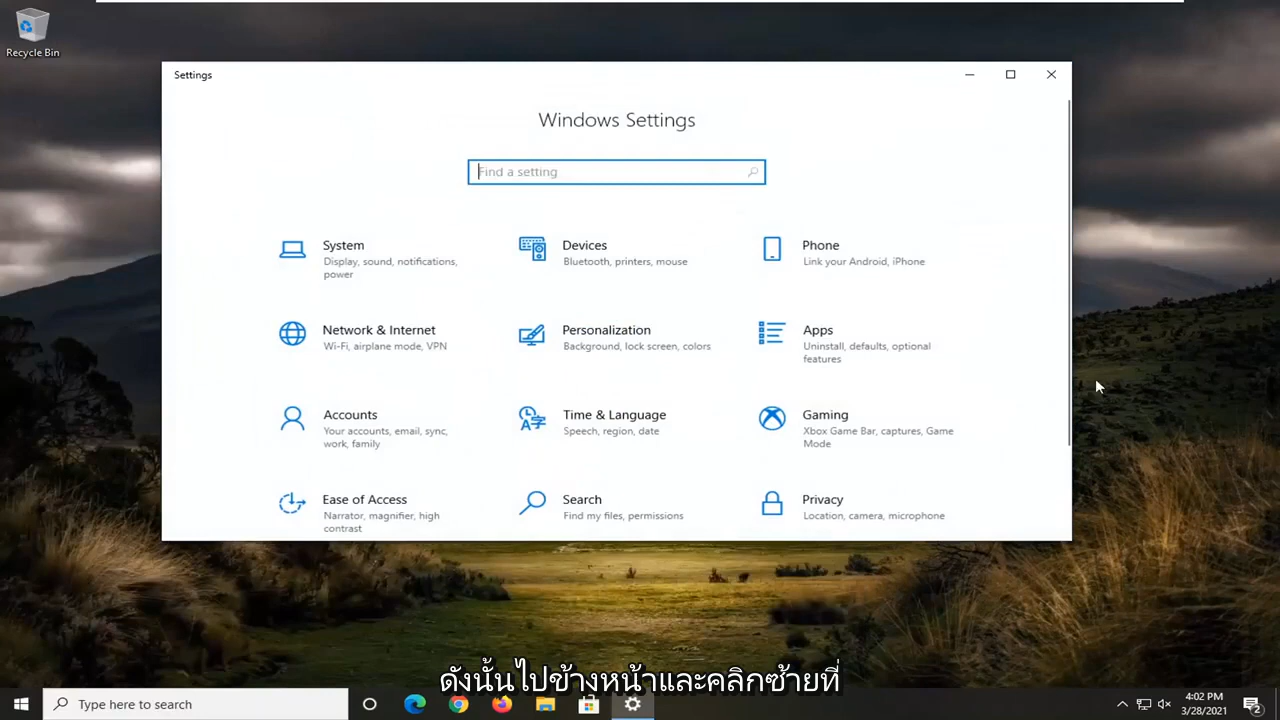 Recycle Bin
Settings
Windows Settings
Find a setting
System
Display, sound, notifications,
power
Devices
Bluetooth, printers, mouse
Phone
Link your Android, iPhone
Network & Internet
Wi-Fi, airplane mode, VPN
Personalization
Background, lock screen, colors
Apps
Uninstall, defaults, optional
features
Accounts
Your accounts, email, sync,
work, family
Time & Language
Speech, region, date
Gaming
Xbox Game Bar, captures, Game
Mode
Ease of Access
Narrator, magnifier, high
contrast
Search
Find my files, permissions
Privacy
Location, camera, microphone
ดังนั้นไปข้างหน้าและคลิกซ้ายที่
Type here to search
4:02 PM
3/28/2021
2